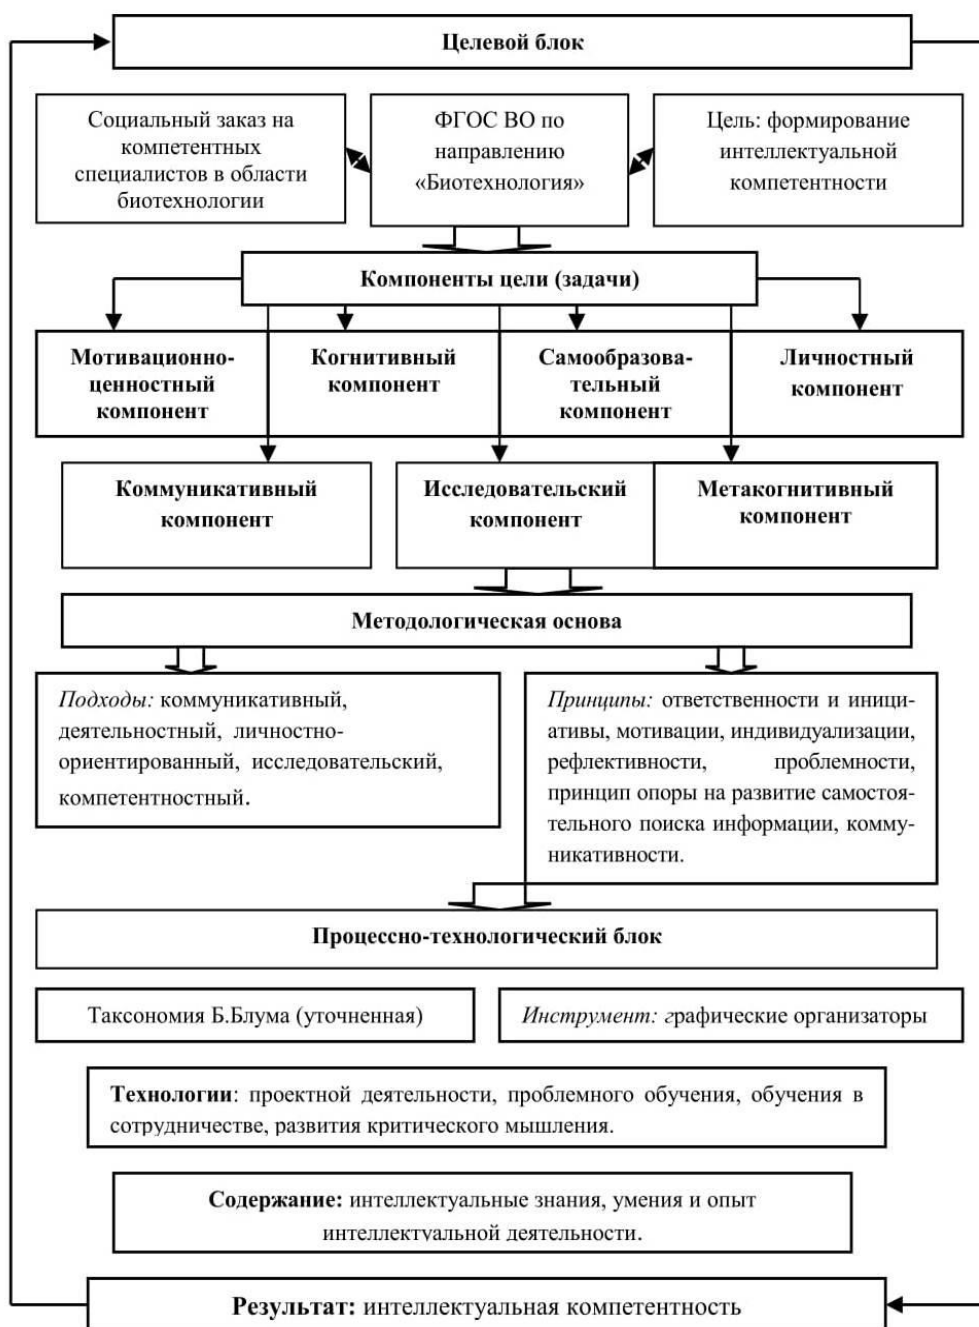 Целевой блок
Социальный заказ на
компетентных
специалистов в области
биотехнологии
ФГОС ВО по
направлению
«Биотехнология»
Цель: формирование
интеллектуальной
компетентности
Компоненты цели (задачи)
Мотивационно-
ценностный
компонент
Когнитивный
компонент
Самообразова-
тельный
компонент
Личностный
компонент
Коммуникативный
компонент
Исследовательский
компонент
Метакогнитивный
компонент
Методологическая основа
Подходы: коммуникативный,
деятельностный, личностно-
ориентированный, исследовательский,
компетентностный.
Принципы: ответственности и иници-
ативы, мотивации, индивидуализации,
рефлективности, проблемности,
принцип опоры на развитие самостоя-
тельного поиска информации, комму-
никативности.
Процессно-технологический блок
Таксономия Б.Блума (уточненная)
Инструмент: графические организаторы
Технологии: проектной деятельности, проблемного обучения, обучения в
сотрудничестве, развития критического мышления.
Содержание: интеллектуальные знания, умения и опыт
интеллектуальной деятельности.
Результат: интеллектуальная компетентность